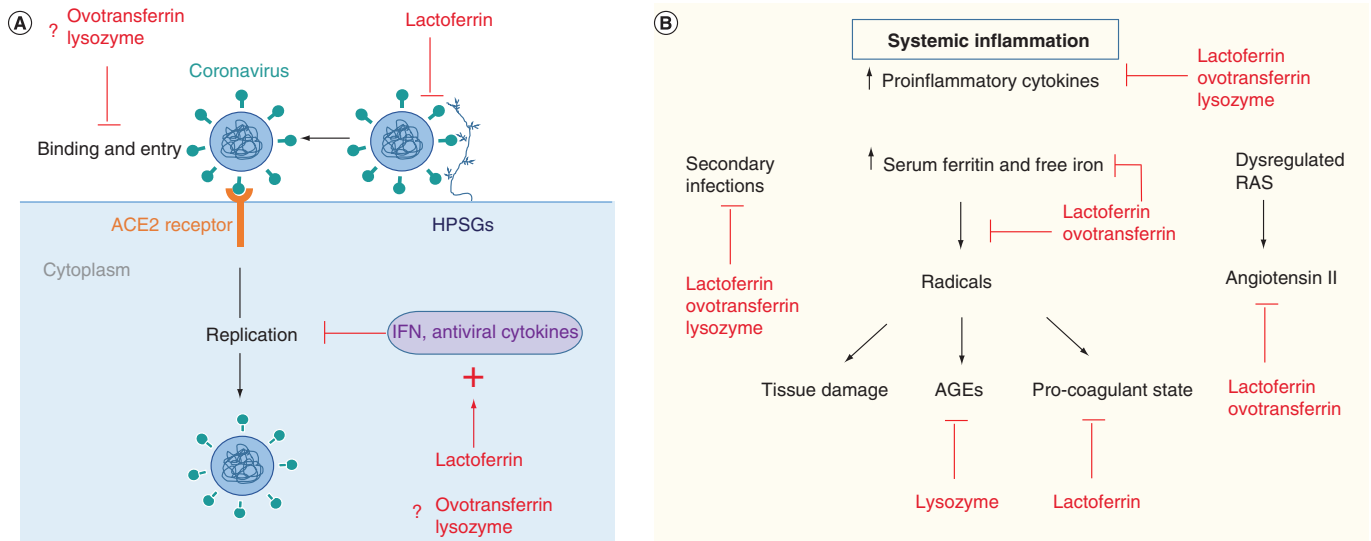 A
? Ovotransferrin
lysozyme
Lactoferrin
Coronavirus
Binding and entry
ACE2 receptor
HPSGs
Cytoplasm
Replication
IFN, antiviral cytokines
+
Lactoferrin
? Ovotransferrin
lysozyme
B
Systemic inflammation
Proinflammatory cytokines
Lactoferrin
ovotransferrin
lysozyme
Secondary
infections
Serum ferritin and free iron
Dysregulated
RAS
Lactoferrin
ovotransferrin
Lactoferrin
ovotransferrin
lysozyme
Radicals
Angiotensin II
Tissue damage
AGEs
Pro-coagulant state
Lactoferrin
ovotransferrin
Lysozyme
Lactoferrin